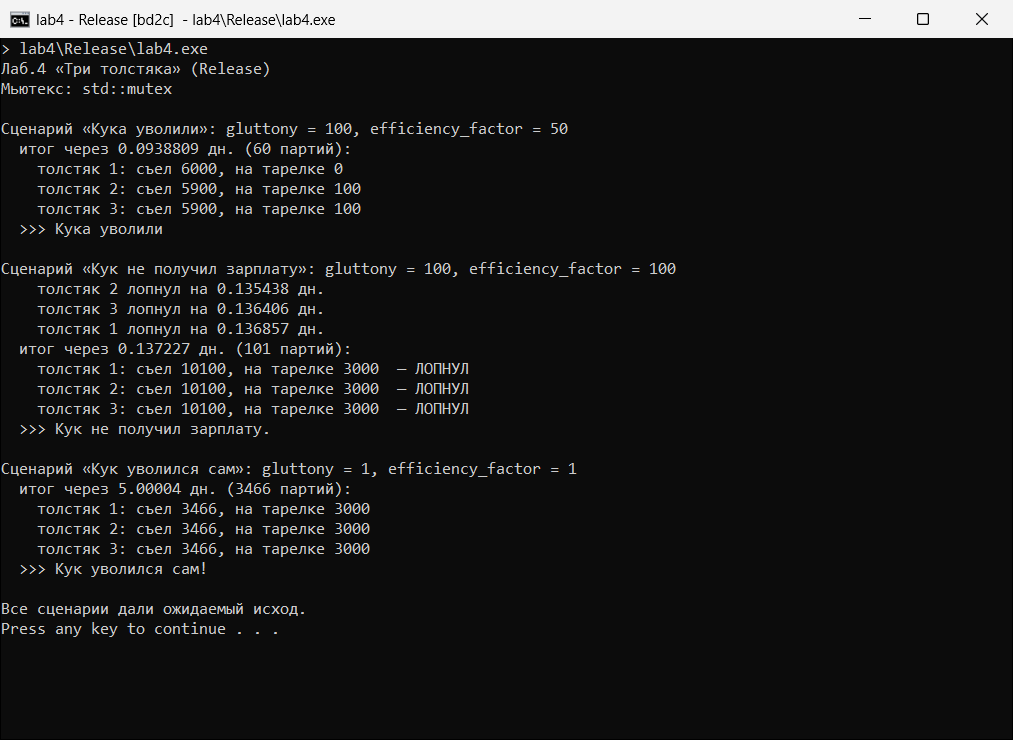 lab4 - Release [bd2c]  - lab4\Release\lab4.exe
> lab4\Release\lab4.exe
Лаб.4 «Три толстяка» (Release)
Мьютекс: std::mutex
Сценарий «Кука уволили»: gluttony = 100, efficiency_factor = 50
итог через 0.0938809 дн. (60 партий):
толстяк 1: съел 6000, на тарелке 0
толстяк 2: съел 5900, на тарелке 100
толстяк 3: съел 5900, на тарелке 100
>>> Кука уволили
Сценарий «Кук не получил зарплату»: gluttony = 100, efficiency_factor = 100
толстяк 2 лопнул на 0.135438 дн.
толстяк 3 лопнул на 0.136406 дн.
толстяк 1 лопнул на 0.136857 дн.
итог через 0.137227 дн. (101 партий):
толстяк 1: съел 10100, на тарелке 3000  — ЛОПНУЛ
толстяк 2: съел 10100, на тарелке 3000  — ЛОПНУЛ
толстяк 3: съел 10100, на тарелке 3000  — ЛОПНУЛ
>>> Кук не получил зарплату.
Сценарий «Кук уволился сам»: gluttony = 1, efficiency_factor = 1
итог через 5.00004 дн. (3466 партий):
толстяк 1: съел 3466, на тарелке 3000
толстяк 2: съел 3466, на тарелке 3000
толстяк 3: съел 3466, на тарелке 3000
>>> Кук уволился сам!
Все сценарии дали ожидаемый исход.
Press any key to continue . . .